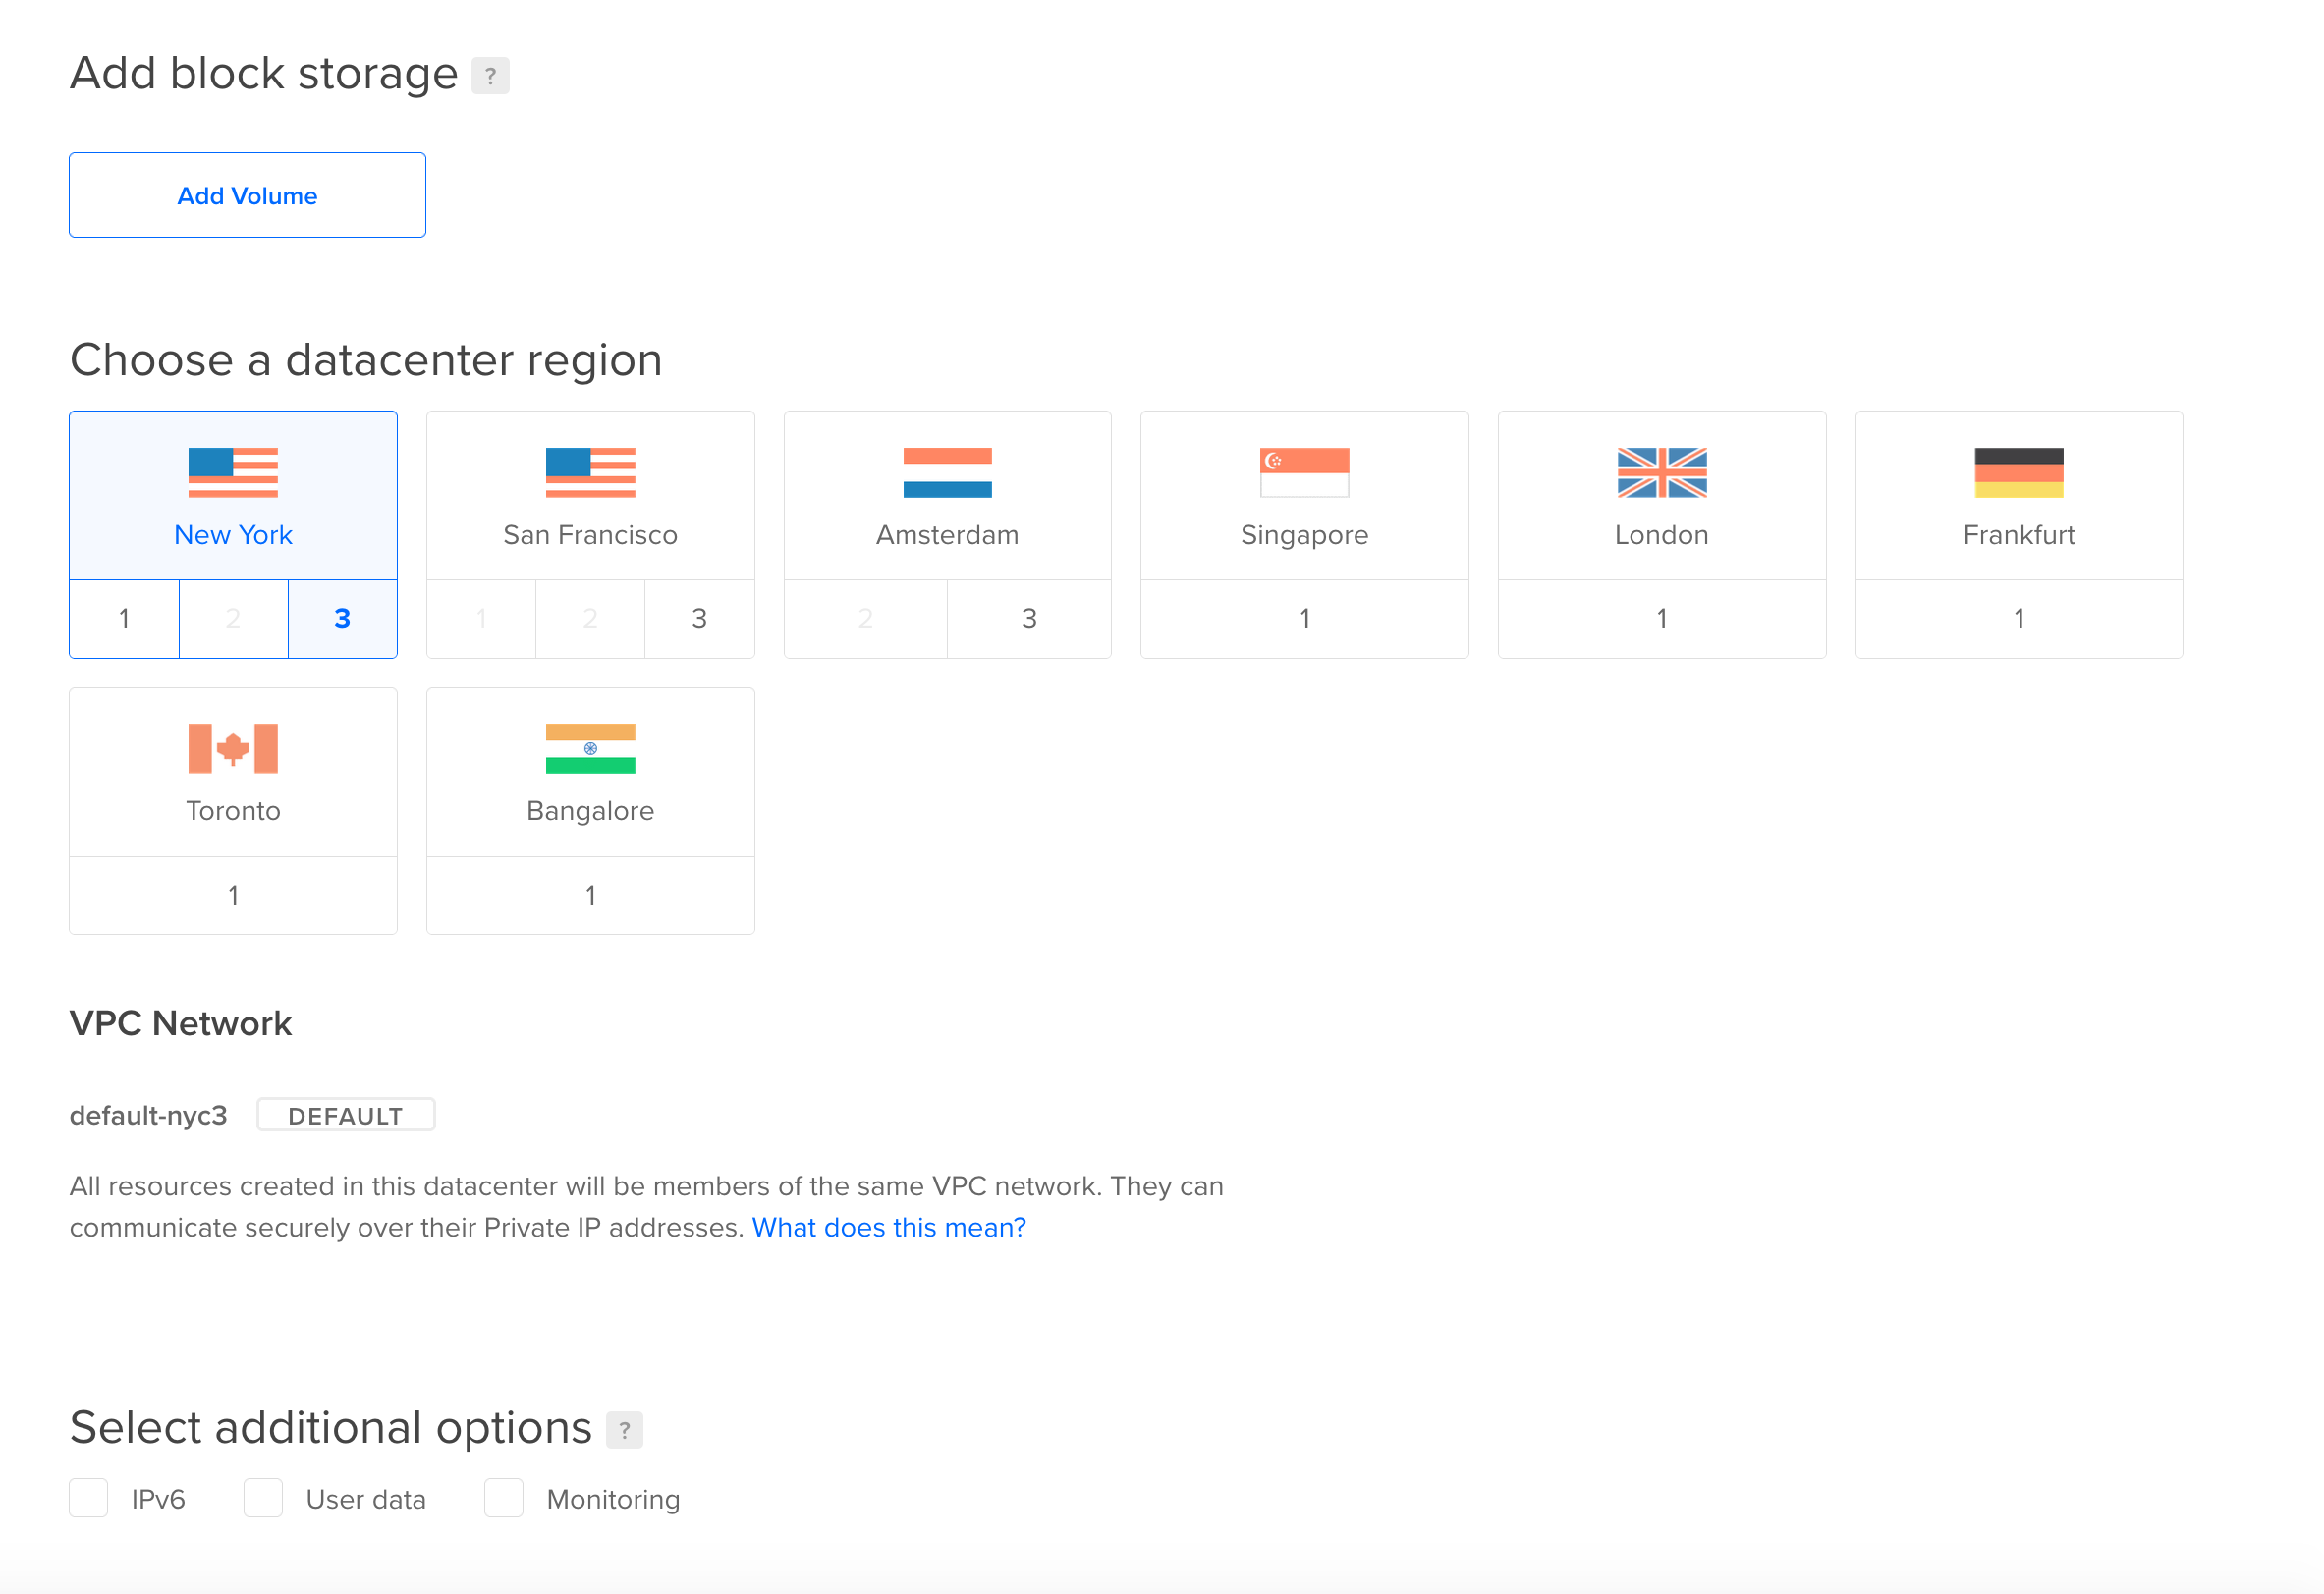 Add block storage ?
Add Volume
Choose a datacenter region
New York
1 2 3
San Francisco
1 2 3
Amsterdam
2 3
Singapore
1
London
1
Frankfurt
1
Toronto
1
Bangalore
1
VPC Network
default-nyc3 DEFAULT
All resources created in this datacenter will be members of the same VPC network. They can
communicate securely over their Private IP addresses. What does this mean?
Select additional options ?
IPv6 User data Monitoring